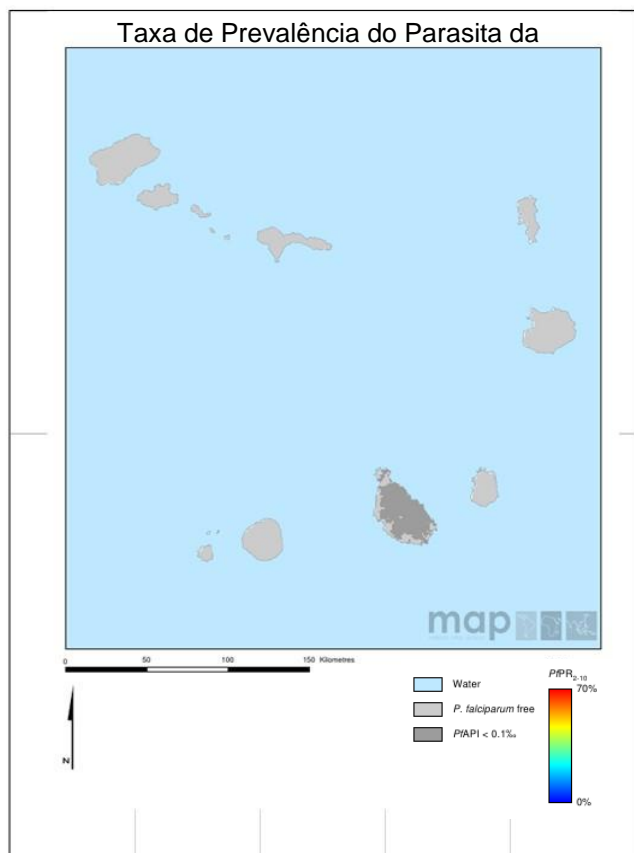 Taxa de Prevalência do Parasita da
map
0 50 100 150 Kilometres
N
Water
P. falciparum free
PfAPI < 0.1‰
PfPR2-10
70%
0%